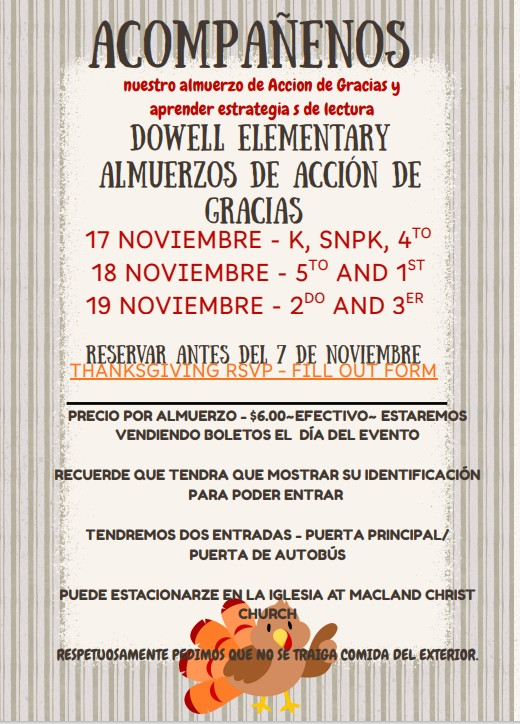 ACOMPAÑENOS
nuestro almuerzo de Accion de Gracias y
aprender estrategia s de lectura
DOWELL ELEMENTARY
ALMUERZOS DE ACCIÓN DE
GRACIAS
17 NOVIEMBRE - K, SNPK, 4TO
18 NOVIEMBRE - 5TO AND 1ST
19 NOVIEMBRE - 2DO AND 3ER
RESERVAR ANTES DEL 7 DE NOVIEMBRE
THANKSGIVING RSVP - FILL OUT FORM
PRECIO POR ALMUERZO - $6.00~EFECTIVO~ ESTAREMOS
VENDIENDO BOLETOS EL DÍA DEL EVENTO
RECUERDE QUE TENDRA QUE MOSTRAR SU IDENTIFICACIÓN
PARA PODER ENTRAR
TENDREMOS DOS ENTRADAS - PUERTA PRINCIPAL/
PUERTA DE AUTOBÚS
PUEDE ESTACIONARZE EN LA IGLESIA AT MACLAND CHRIST
CHURCH
RESPETUOSAMENTE PEDIMOS QUE NO SE TRAIGA COMIDA DEL EXTERIOR.